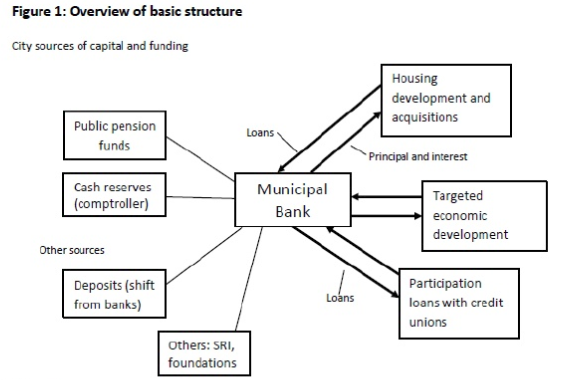 Figure 1: Overview of basic structure
City sources of capital and funding
Housing
development and
acquisitions
Public pension
funds
Loans
Principal and interest
Cash reserves
(comptroller)
Municipal
Bank
Targeted
economic
development
Other sources
Deposits (shift
from banks)
Loans
Participation
loans with credit
unions
Others: SRI,
foundations